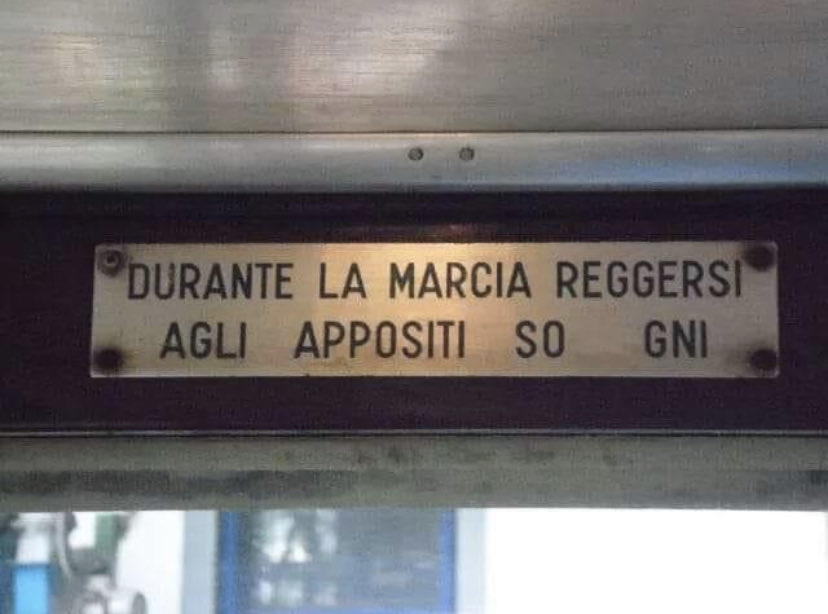 DURANTE LA MARCIA REGGERSI
AGLI APPOSITI SO GNI